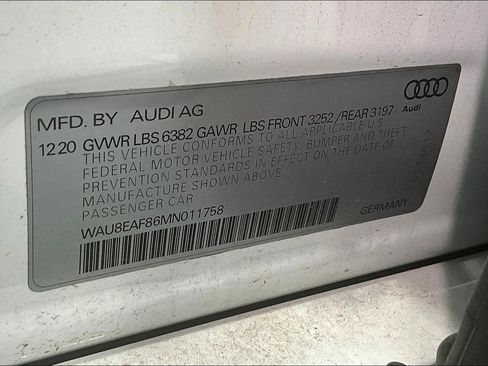 MFD. BY AUDI AG
1220 GVWR LBS 6382 GAWR LBS FRONT 3252 /REAR 3197
Audi
THIS VEHICLE CONFORMS TO ALL APPLICABLE U.S.
FEDERAL MOTOR VEHICLE SAFETY, BUMPER AND THEFT
PREVENTION STANDARDS IN EFFECT ON THE DATE OF
MANUFACTURE SHOWN ABOVE
PASSENGER CAR
WAU8EAF86MN011758
GERMANY